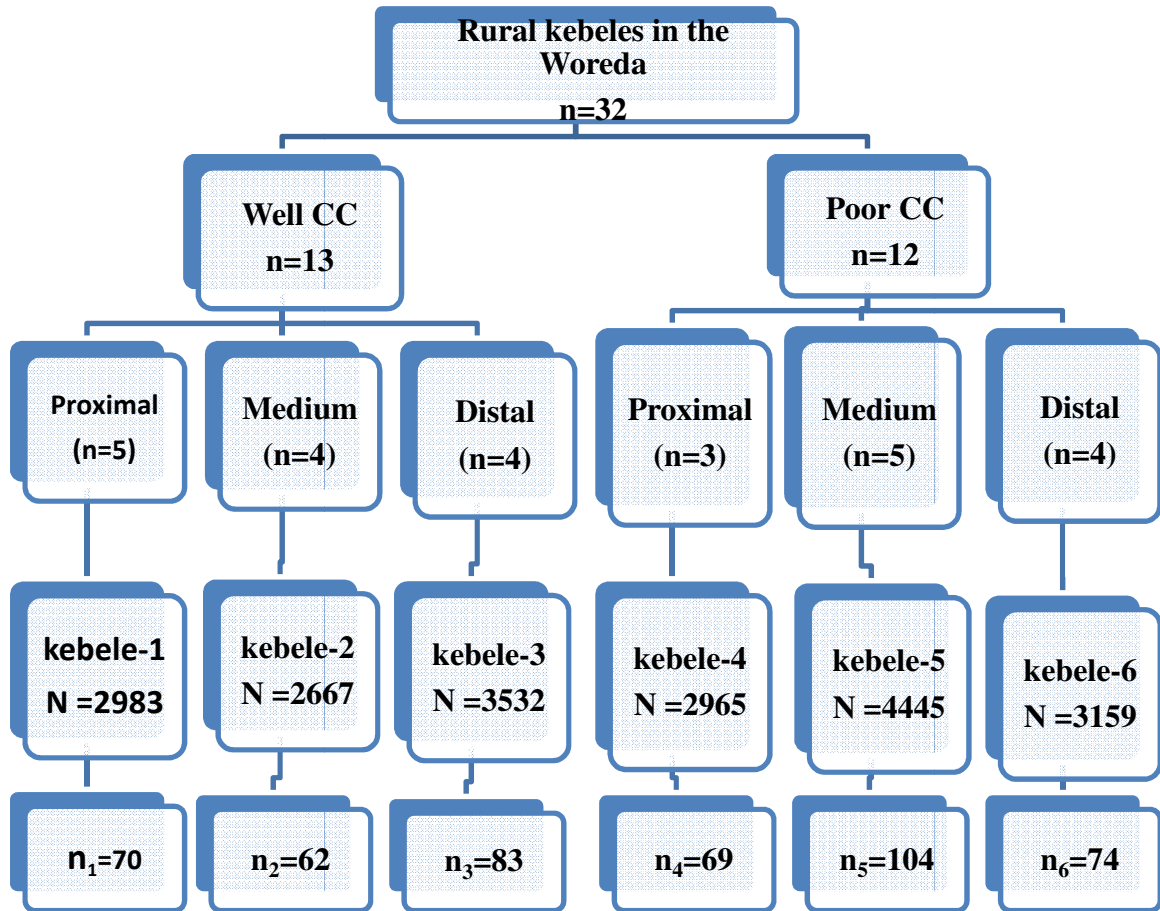 Rural kebeles in the
Woreda
n=32
Well CC
n=13
Poor CC
n=12
Proximal
(n=5)
Medium
(n=4)
Distal
(n=4)
Proximal
(n=3)
Medium
(n=5)
Distal
(n=4)
kebele-1
N =2983
kebele-2
N =2667
kebele-3
N =3532
kebele-4
N =2965
kebele-5
N =4445
kebele-6
N =3159
n₁=70
n₂=62
n₃=83
n₄=69
n₅=104
n₆=74